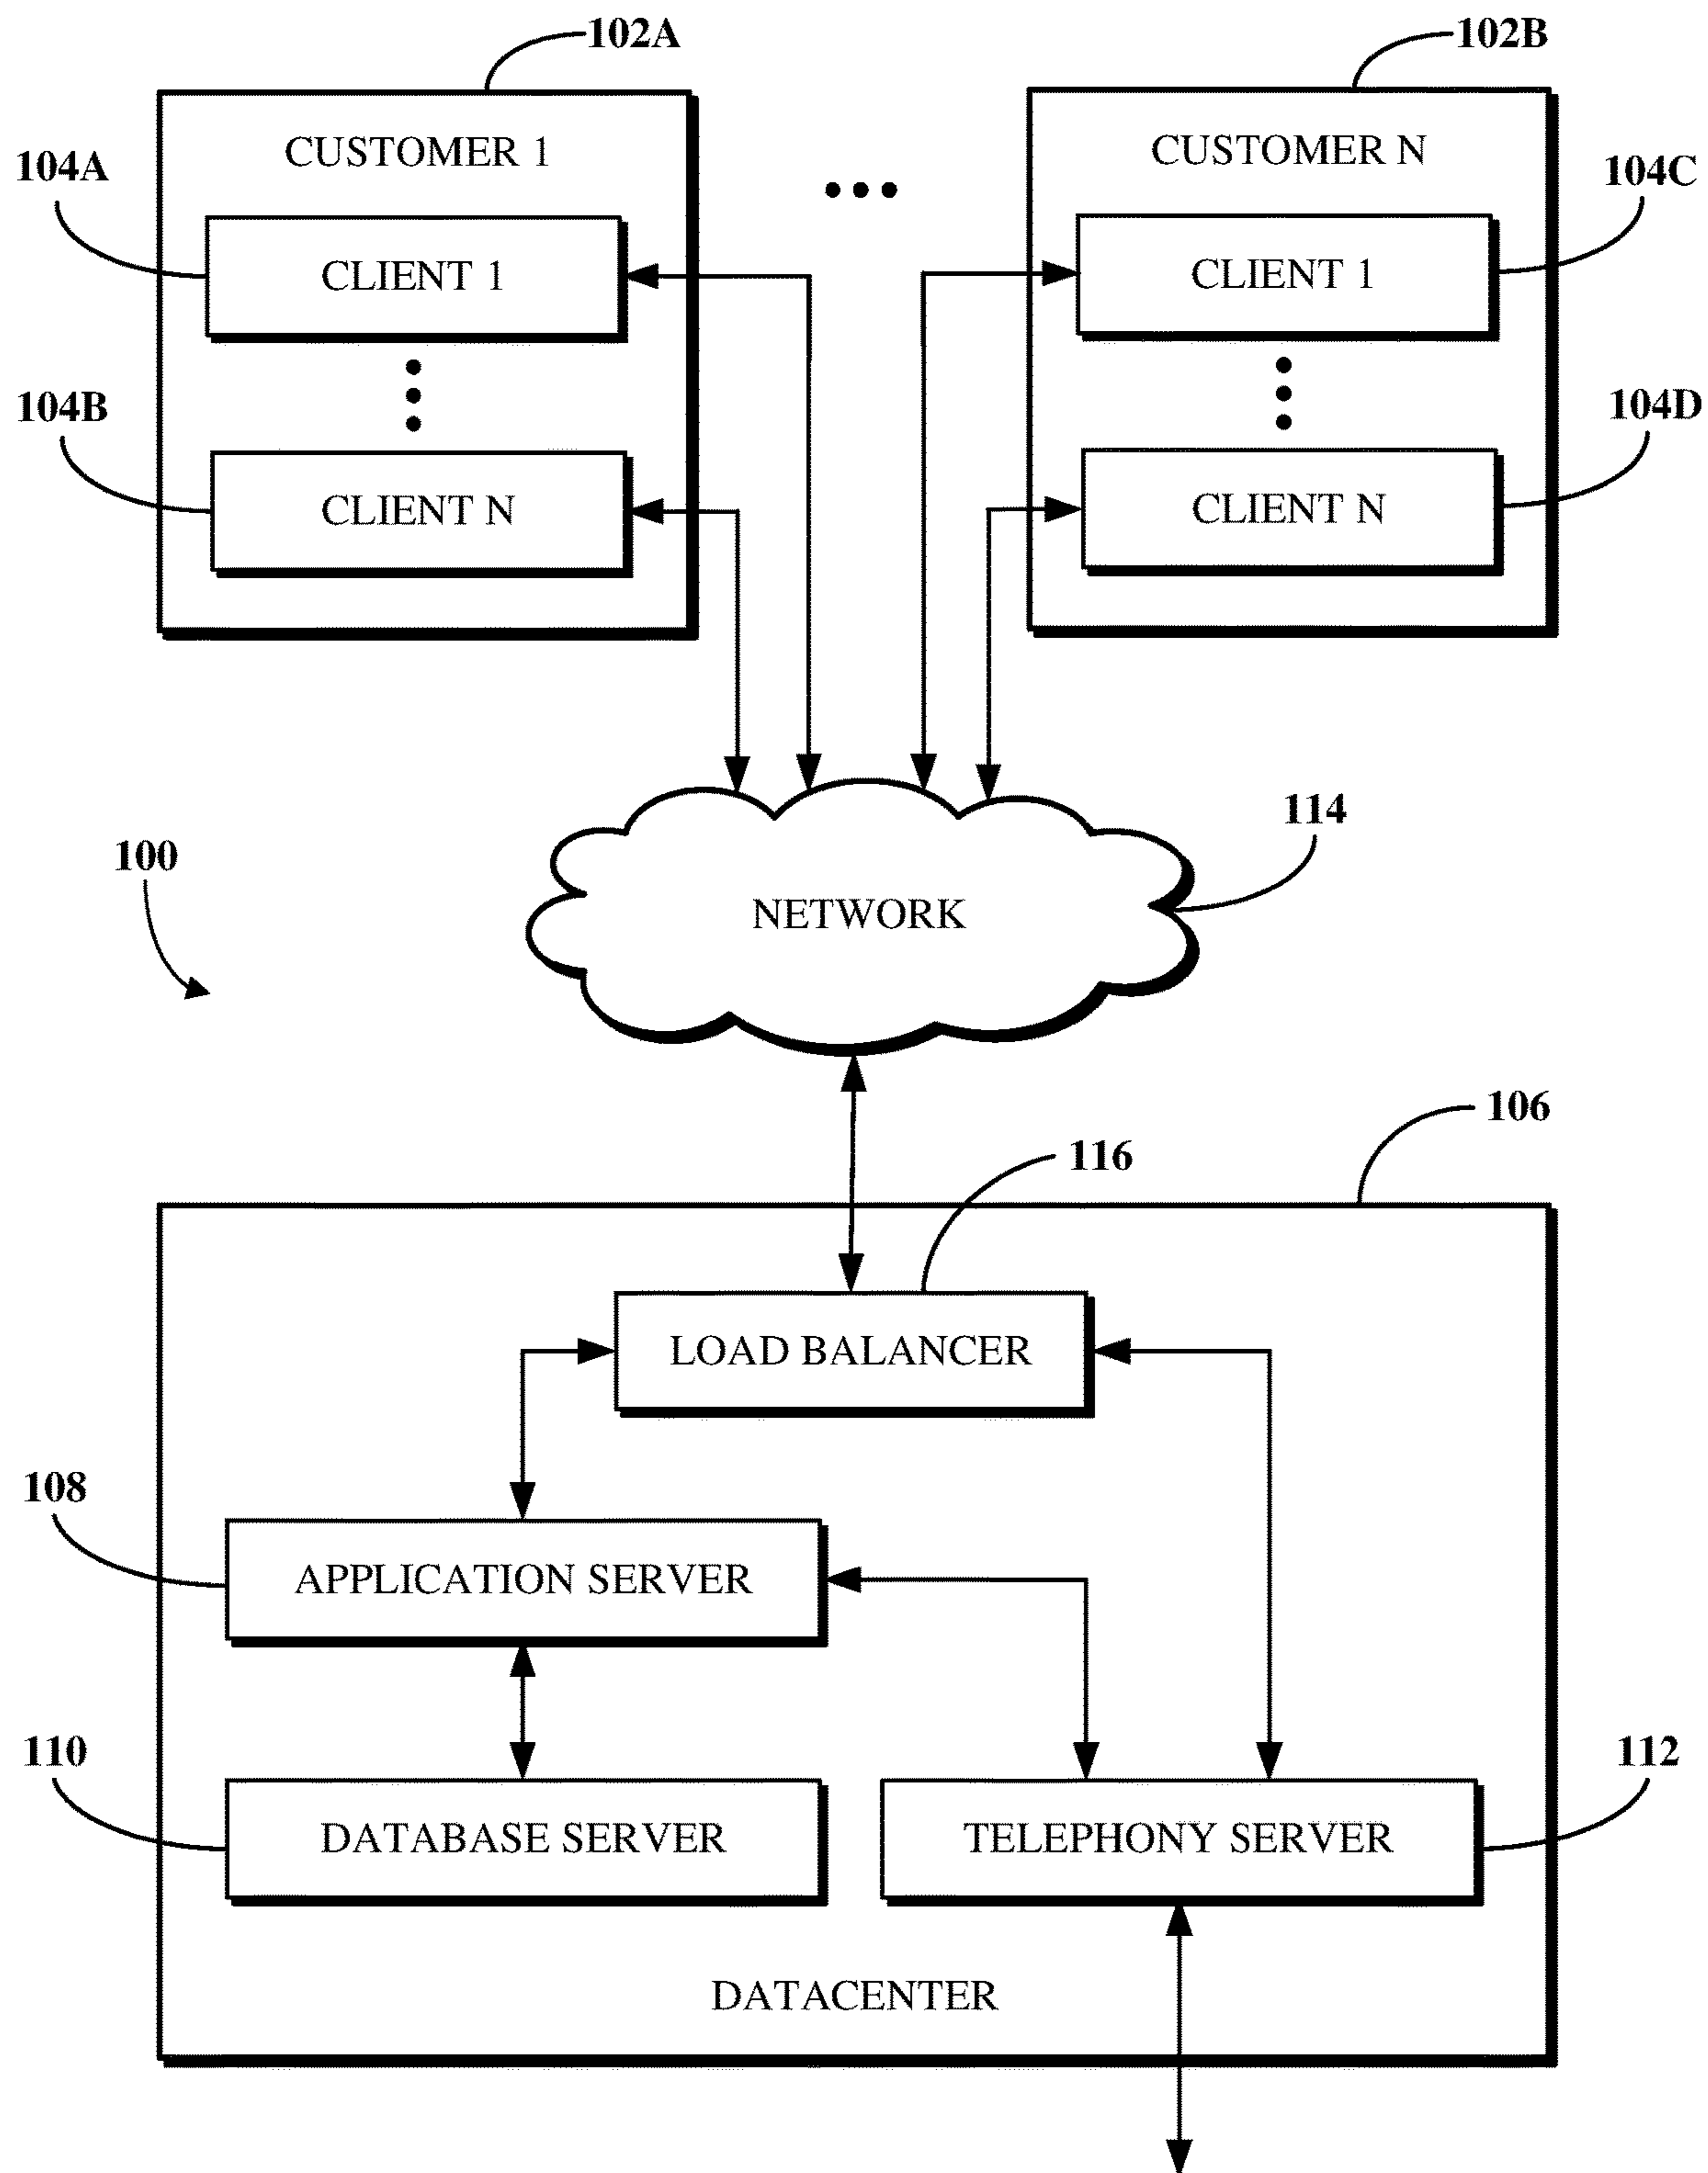 102A
102B
CUSTOMER 1
CUSTOMER N
104A
104C
CLIENT 1
CLIENT 1
104B
104D
CLIENT N
CLIENT N
114
100
NETWORK
106
116
LOAD BALANCER
108
APPLICATION SERVER
110
112
DATABASE SERVER
TELEPHONY SERVER
DATACENTER